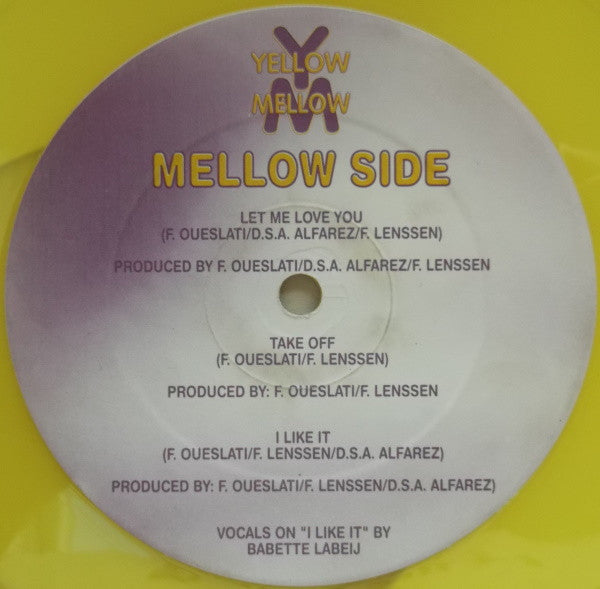 Y
YELLOW
MELLOW
M
MELLOW SIDE
LET ME LOVE YOU
(F. OUESLATI/D.S.A. ALFAREZ/F. LENSSEN)
PRODUCED BY F. OUESLATI/D.S.A. ALFAREZ/F. LENSSEN
TAKE OFF
(F. OUESLATI/F. LENSSEN)
PRODUCED BY: F. OUESLATI/F. LENSSEN
I LIKE IT
(F. OUESLATI/F. LENSSEN/D.S.A. ALFAREZ)
PRODUCED BY: F. OUESLATI/F. LENSSEN/D.S.A. ALFAREZ)
VOCALS ON "I LIKE IT" BY
BABETTE LABEIJ